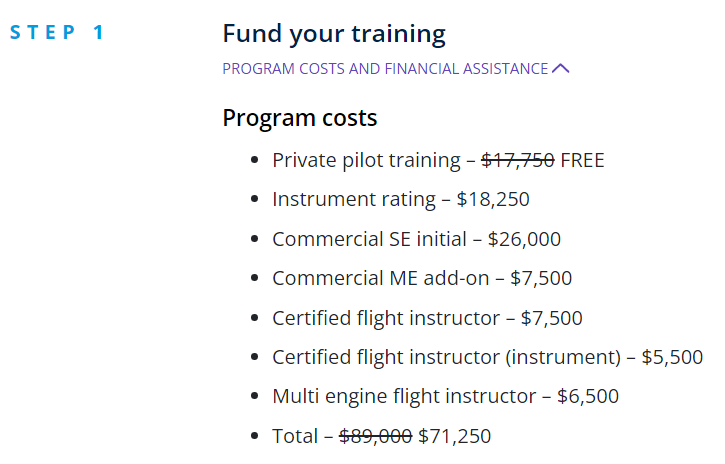 STEP 1
Fund your training
PROGRAM COSTS AND FINANCIAL ASSISTANCE
Program costs
• Private pilot training – $17,750 FREE
• Instrument rating – $18,250
• Commercial SE initial – $26,000
• Commercial ME add-on – $7,500
• Certified flight instructor – $7,500
• Certified flight instructor (instrument) – $5,500
• Multi engine flight instructor – $6,500
• Total – $89,000 $71,250